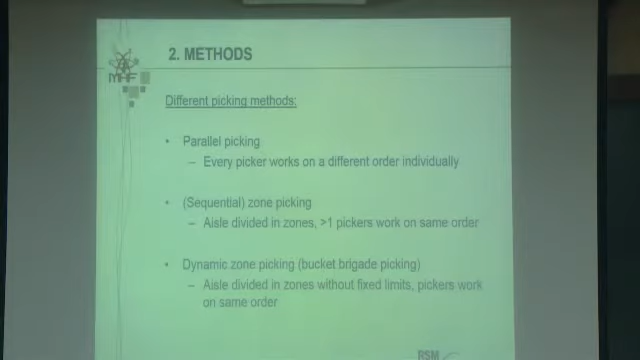 2. METHODS
MHF
Different picking methods:
• Parallel picking
– Every picker works on a different order individually
• (Sequential) zone picking
– Aisle divided in zones, >1 pickers work on same order
• Dynamic zone picking (bucket brigade picking)
– Aisle divided in zones without fixed limits, pickers work
on same order
RSM